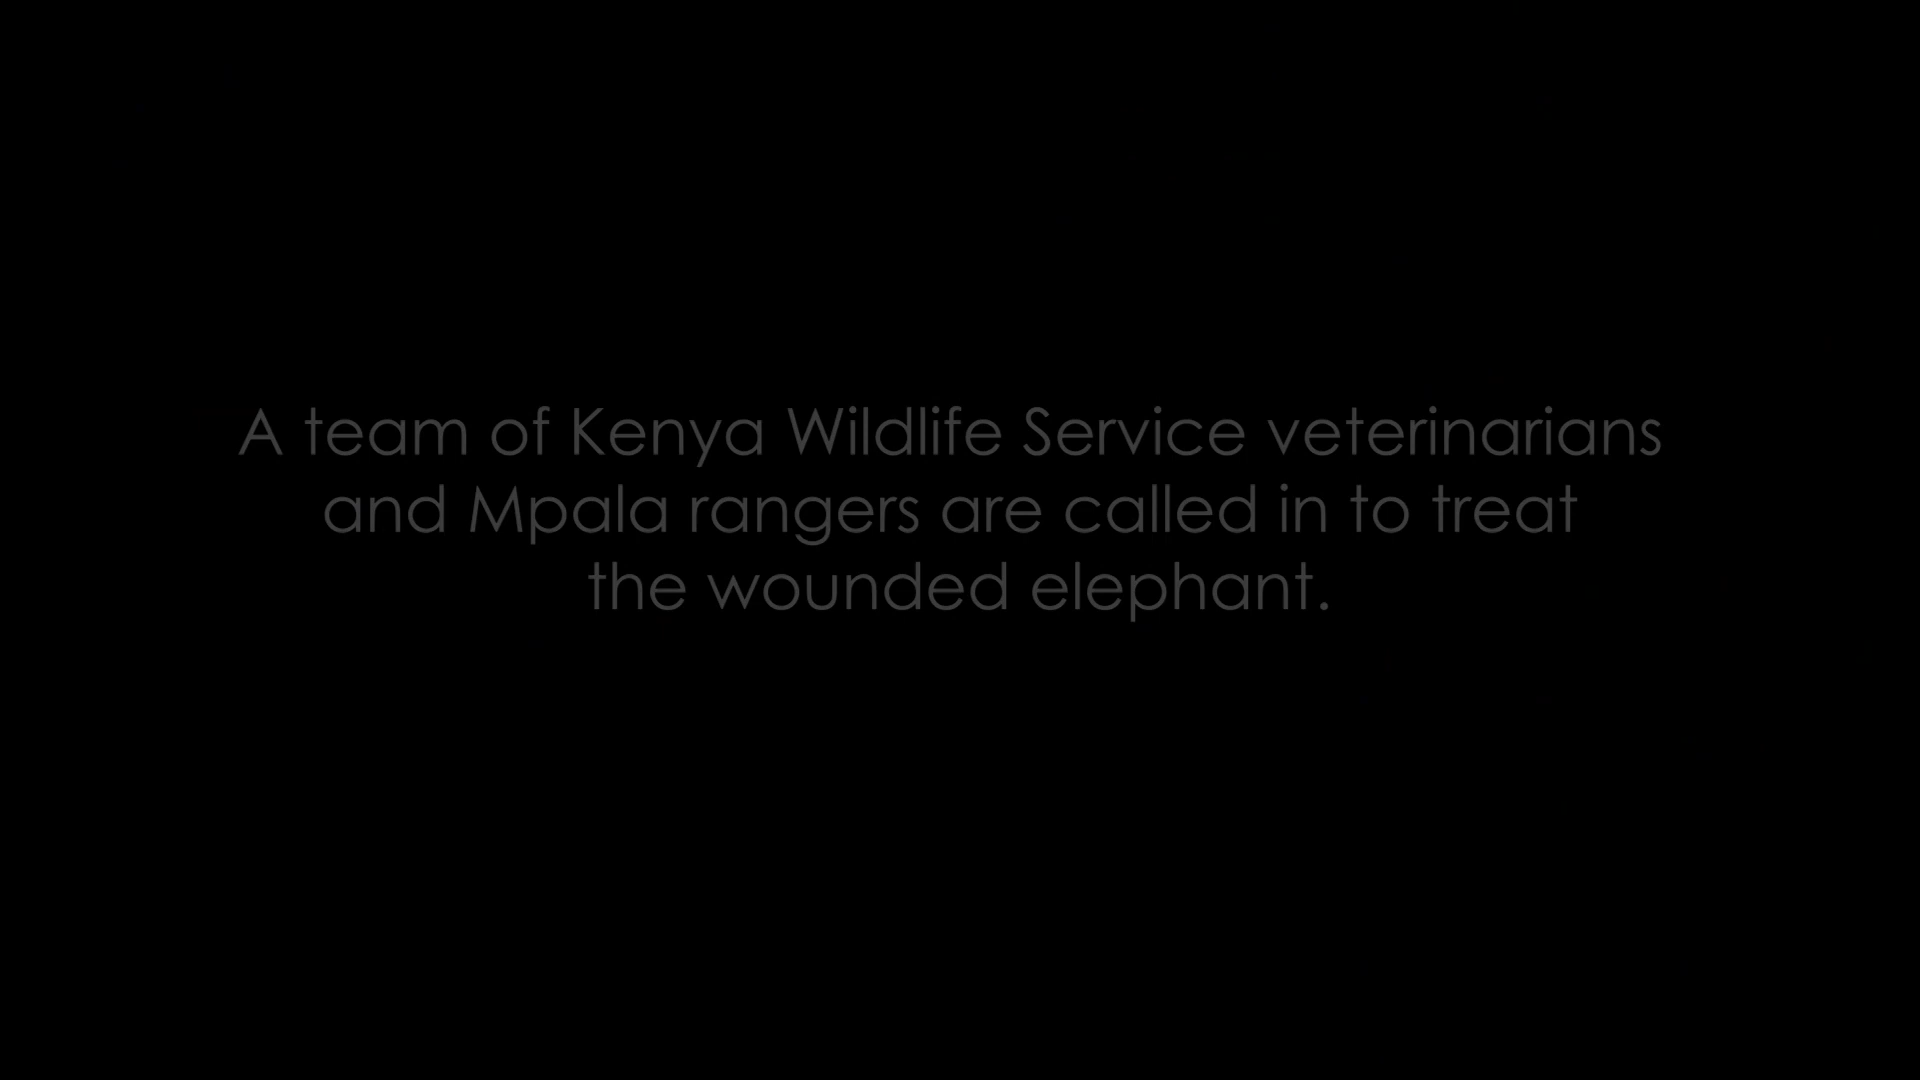 A team of Kenya Wildlife Service veterinarians
and Mpala rangers are called in to treat
the wounded elephant.